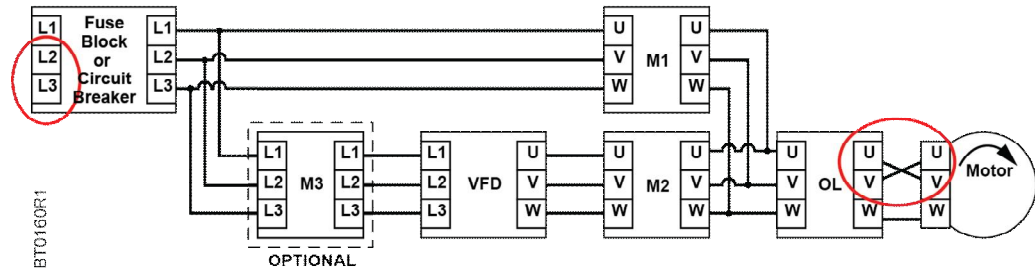 L1 Fuse L1 U U
Block
L2 or L2 V M1 V
Circuit
L3 Breaker L3 W W
L1 L1 L1 U U U U U U
Motor
L2 M3 L2 L2 VFD V V M2 V V OL V V
L3 L3 L3 W W W W W W
OPTIONAL
BT0160R1